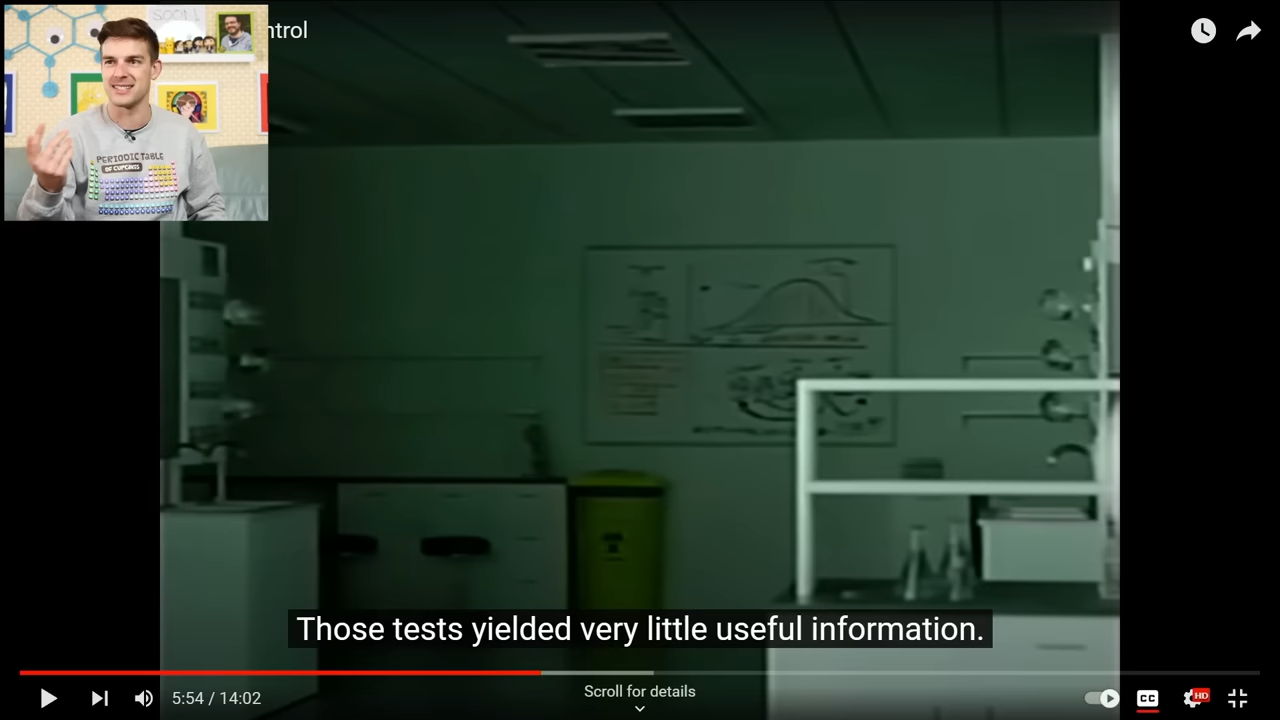 ntrol
PERIODIC TABLE
OF CUPCAKES
Those tests yielded very little useful information.
5:54 / 14:02
Scroll for details
CC
HD